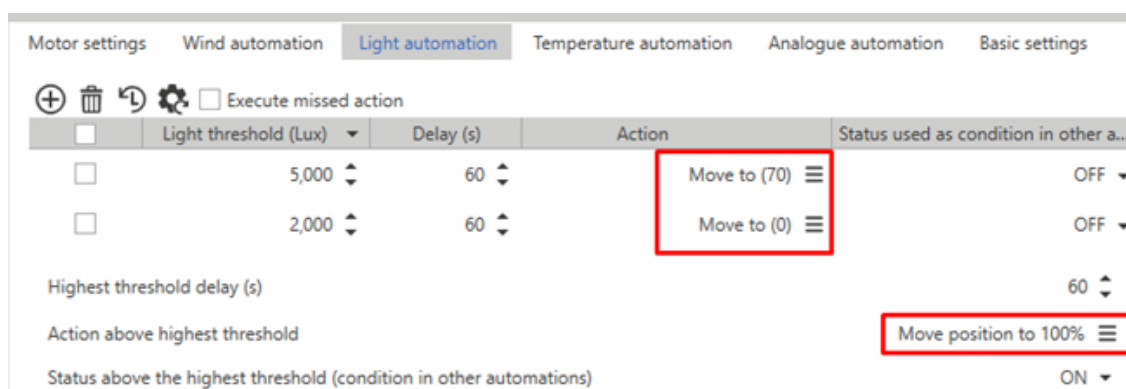 Motor settings Wind automation Light automation Temperature automation Analogue automation Basic settings
Execute missed action
Light threshold (Lux) Delay (s) Action Status used as condition in other a...
5,000 60 Move to (70) OFF
2,000 60 Move to (0) OFF
Highest threshold delay (s) 60
Action above highest threshold Move position to 100%
Status above the highest threshold (condition in other automations) ON